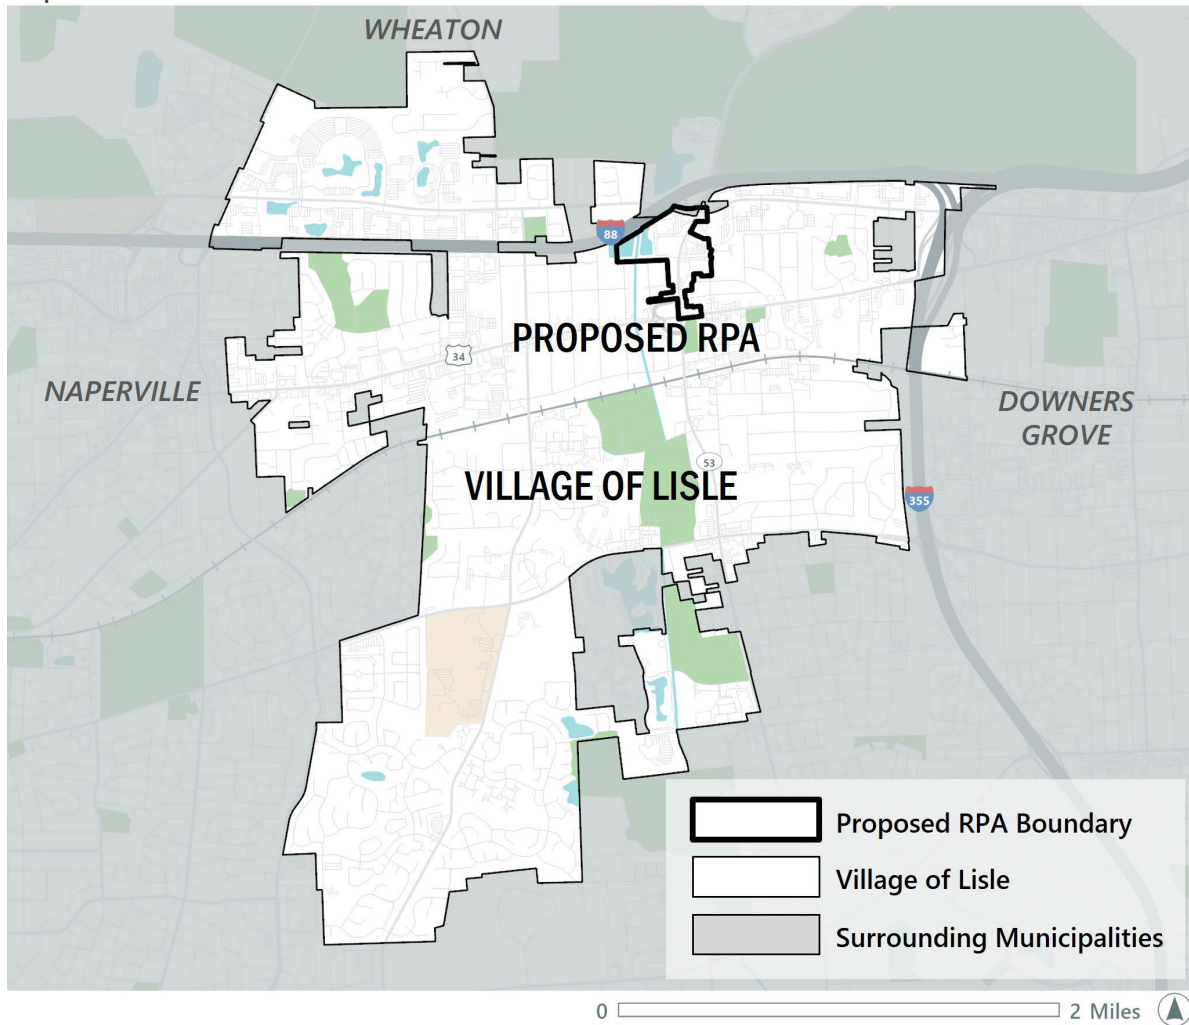 WHEATON
88
PROPOSED RPA
34
NAPERVILLE
DOWNERS
GROVE
53
VILLAGE OF LISLE
355
Proposed RPA Boundary
Village of Lisle
Surrounding Municipalities
0
2 Miles